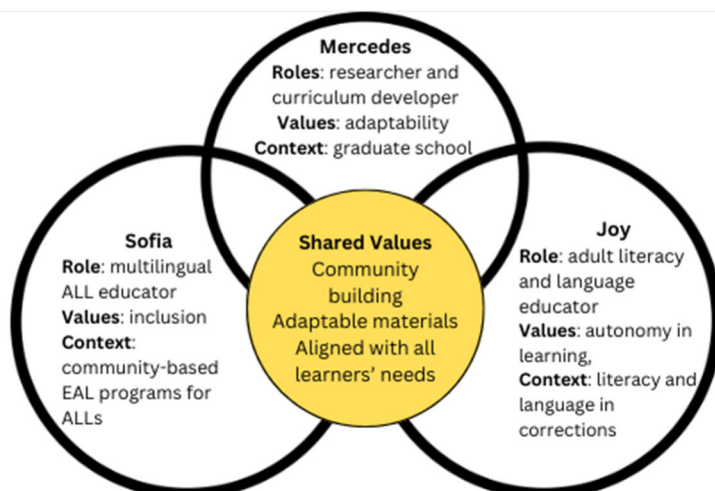 Mercedes
Roles: researcher and
curriculum developer
Values: adaptability
Context: graduate school
Sofia
Role: multilingual
ALL educator
Values: inclusion
Context:
community-based
EAL programs for
ALLs
Shared Values
Community
building
Adaptable materials
Aligned with all
learners’ needs
Joy
Role: adult literacy
and language
educator
Values: autonomy in
learning,
Context: literacy and
language in
corrections